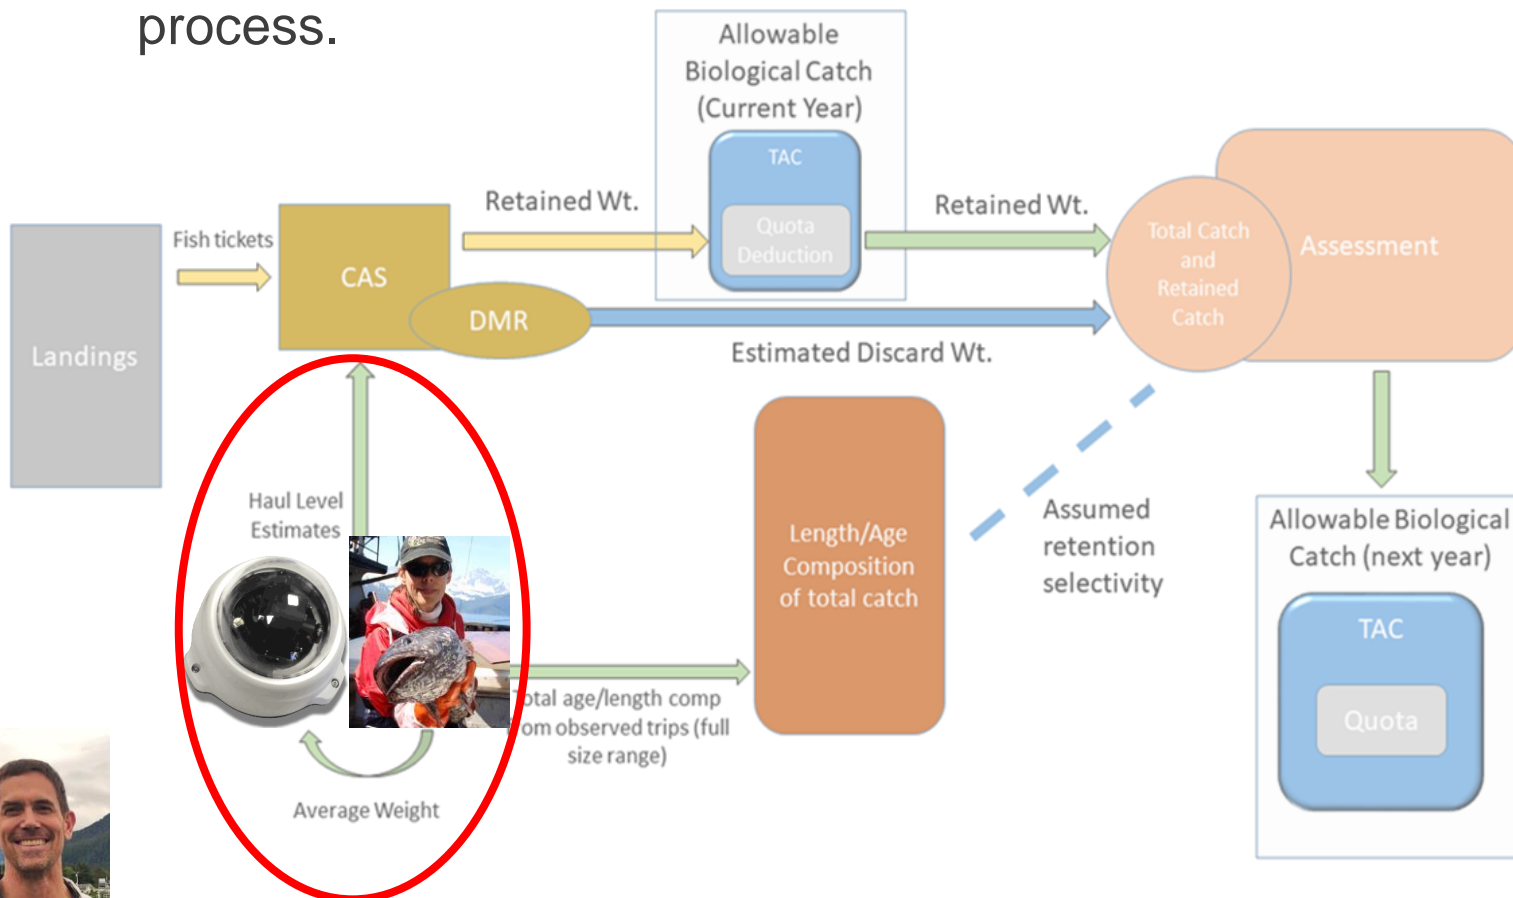 process.
Allowable
Biological Catch
(Current Year)
TAC
Quota
Deduction
Retained Wt.
Retained Wt.
Fish tickets
CAS
DMR
Landings
Total Catch
and
Retained
Catch
Assessment
Estimated Discard Wt.
Haul Level
Estimates
Length/Age
Composition
of total catch
Assumed
retention
selectivity
Allowable Biological
Catch (next year)
TAC
Quota
otal age/length comp
om observed trips (full
size range)
Average Weight